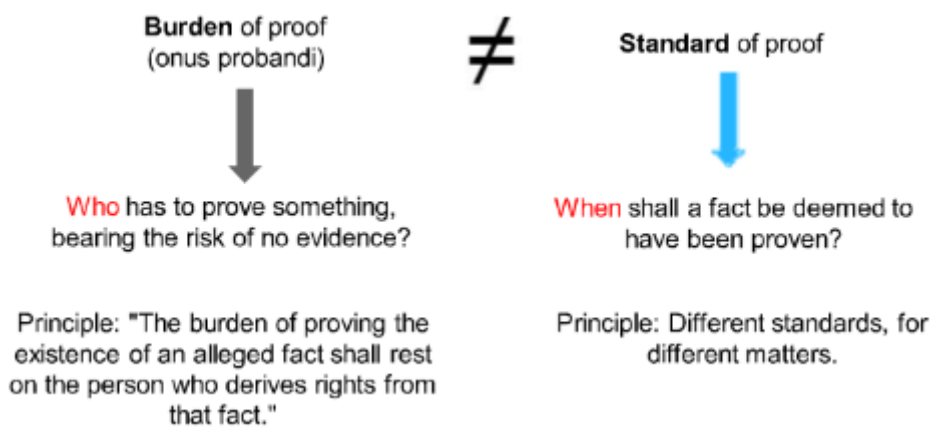 Burden of proof
(onus probandi)
≠
Standard of proof
Who has to prove something,
bearing the risk of no evidence?
When shall a fact be deemed to
have been proven?
Principle: "The burden of proving the
existence of an alleged fact shall rest
on the person who derives rights from
that fact."
Principle: Different standards, for
different matters.